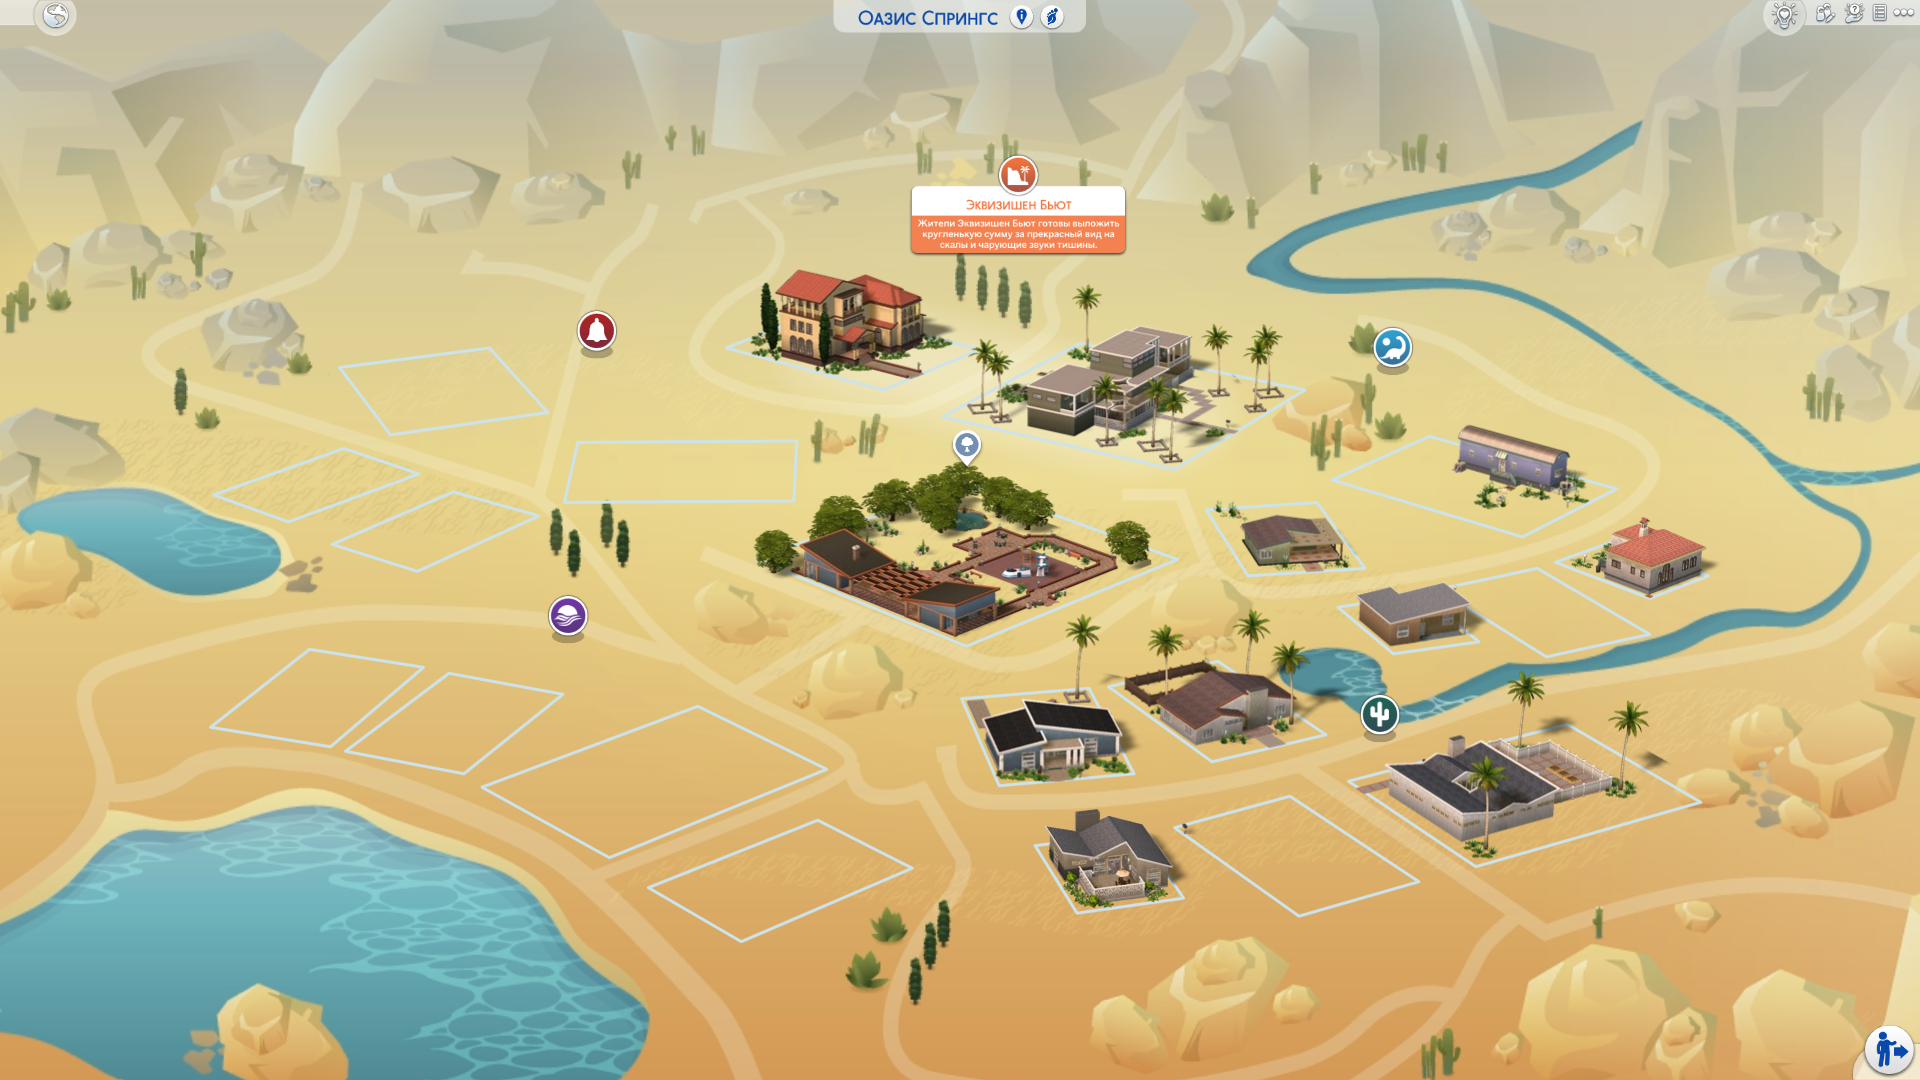 Оазис Спрингс
Эквизишен Бьют
Жители Эквизишен Бьют готовы выложить
кругленькую сумму за прекрасный вид на
скалы и чарующие звуки тишины.